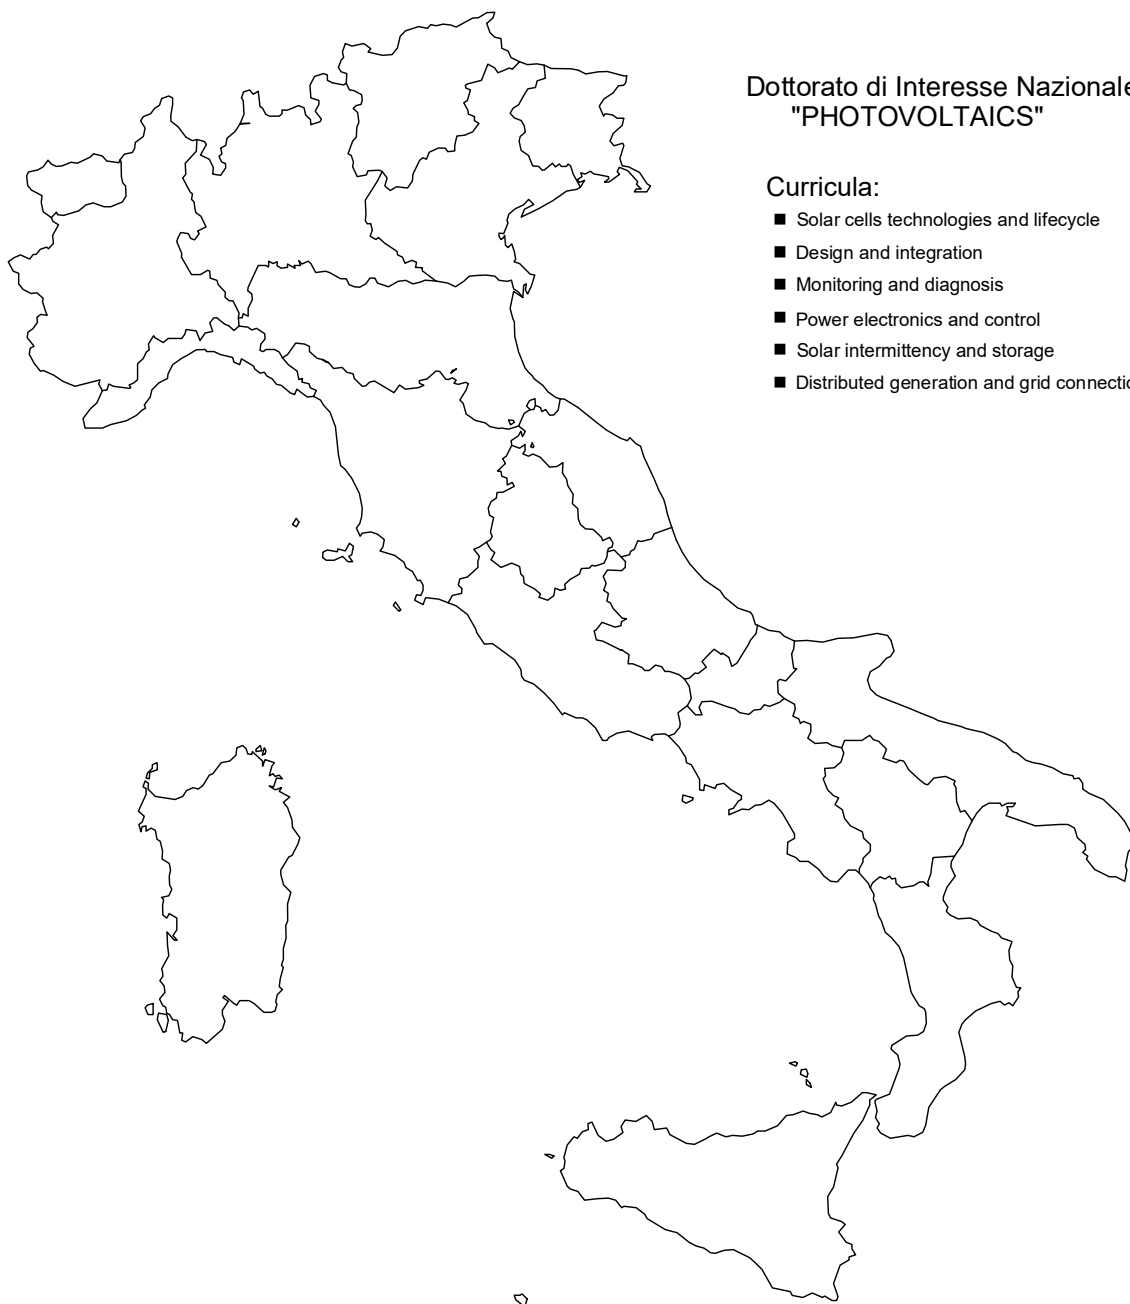 Dottorato di Interesse Nazionale
"PHOTOVOLTAICS"
Curricula:
Solar cells technologies and lifecycle
Design and integration
Monitoring and diagnosis
Power electronics and control
Solar intermittency and storage
Distributed generation and grid connectio